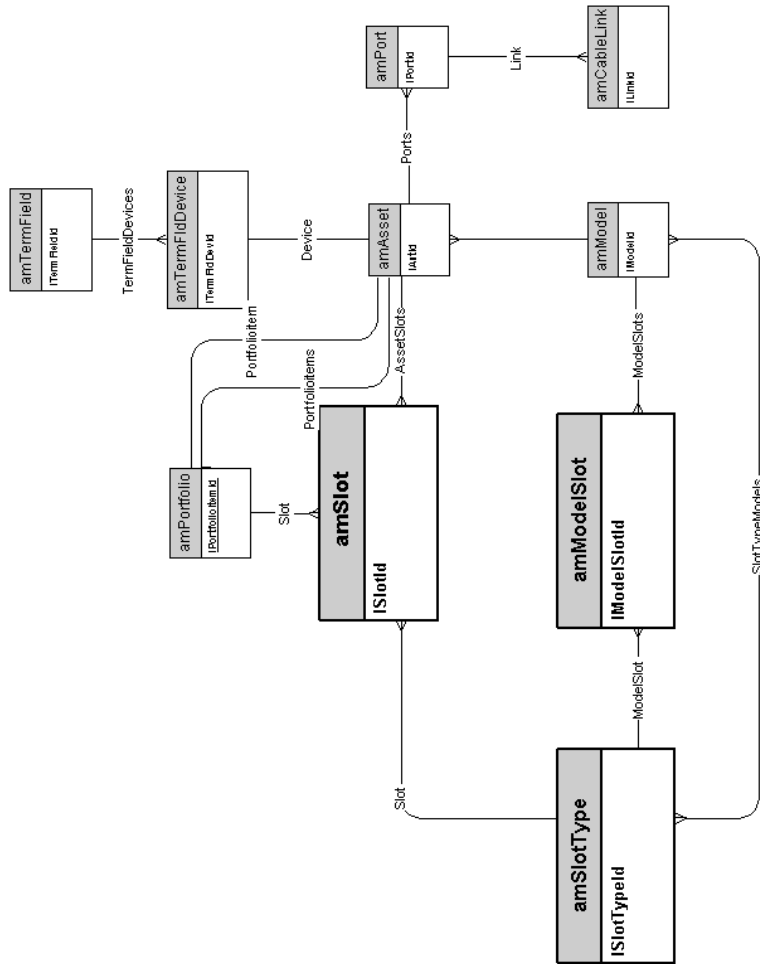 amTermField
lTermFieldId
TermFieldDevices
amTermFldDevice
lTermFldDevId
Device
amPort
lPortId
Link
amCableLink
lLinkId
Ports
amAsset
lAstId
PortfolioItem
PortfolioItems
amPortfolio
lPortfolioItemId
Slot
AssetSlots
amSlot
lSlotId
amModel
lModelId
ModelSlots
amModelSlot
lModelSlotId
ModelSlot
SlotTypeModels
Slot
amSlotType
lSlotTypeId